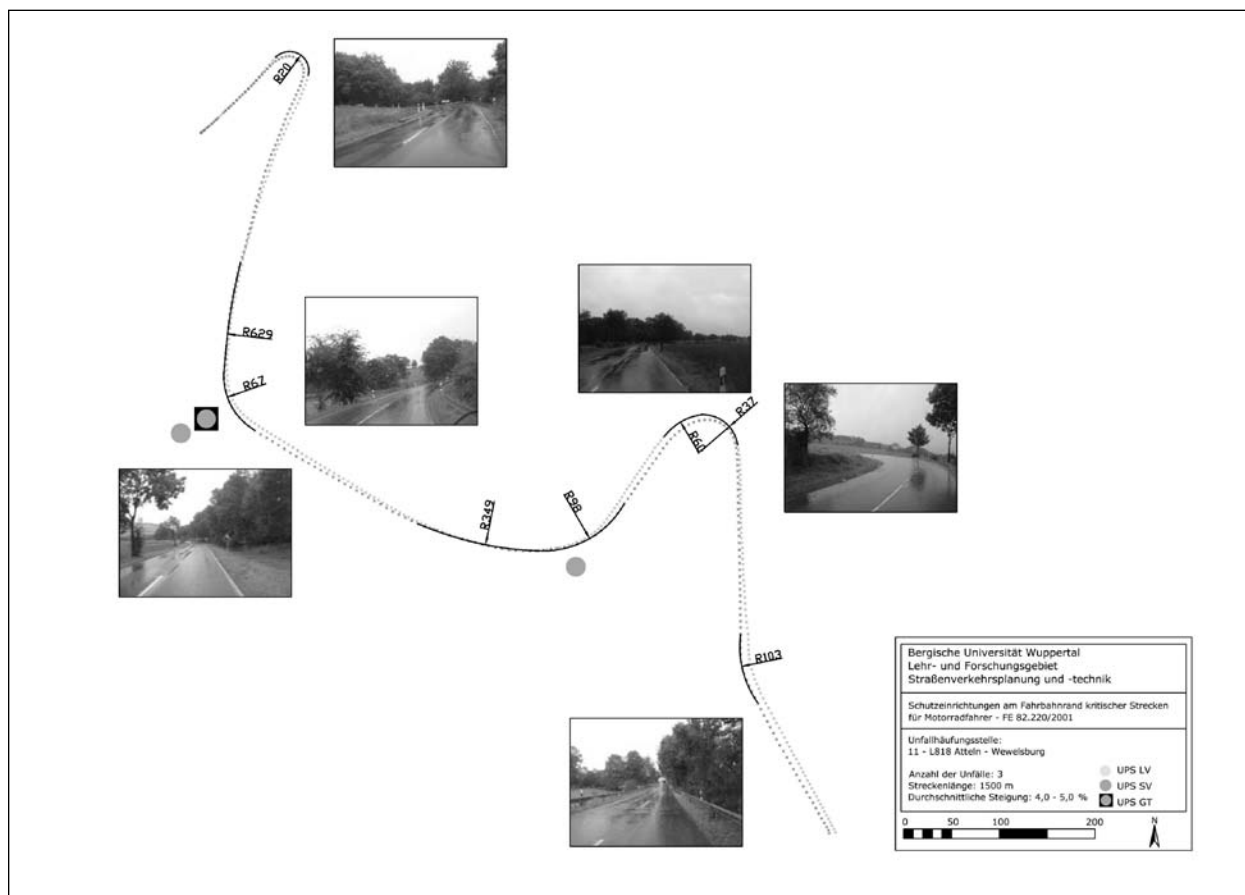 R20
R629
R67
R37
R60
R98
R349
R103
Bergische Universität Wuppertal
Lehr- und Forschungsgebiet
Straßenverkehrsplanung und -technik
Schutzeinrichtungen am Fahrbahnrand kritischer Strecken
für Motorradfahrer - FE 82.220/2001
Unfallhäufungsstelle:
11 - L818 Atteln - Wewelsburg
Anzahl der Unfälle: 3
Streckenlänge: 1500 m
Durchschnittliche Steigung: 4,0 - 5,0 %
UPS LV
UPS SV
UPS GT
0 50 100 200
N